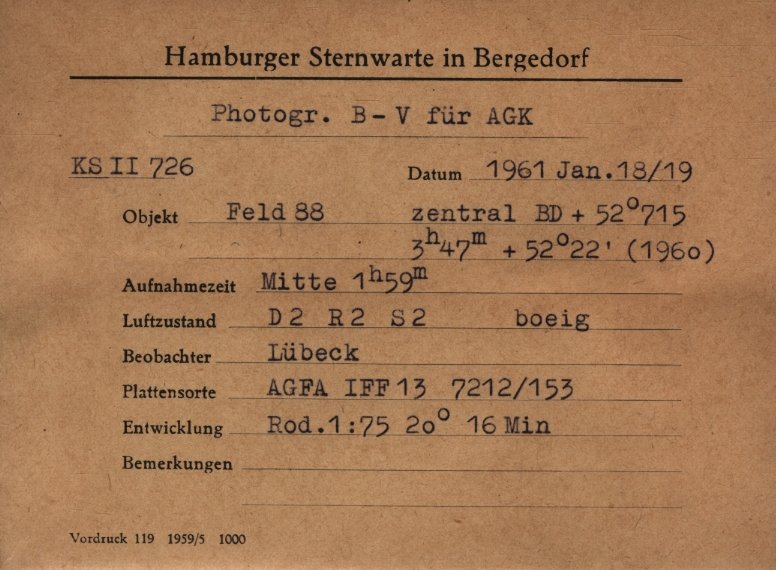 Hamburger Sternwarte in Bergedorf
Photogr. B-V für AGK
KS II 726 Datum 1961 Jan.18/19
Objekt Feld 88 zentral BD + 52°715
3h47m + 52°22' (1960)
Aufnahmezeit Mitte 1h59m
Luftzustand D2 R2 S2 boeig
Beobachter Lübeck
Plattensorte AGFA IFF 13 7212/153
Entwicklung Rod.1:75 20° 16 Min
Bemerkungen
Vordruck 119 1959/5 1000